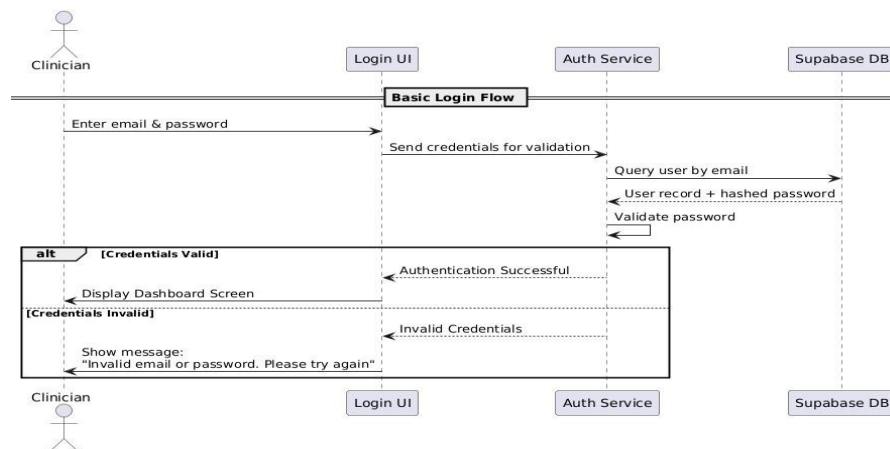 Clinician
Login UI
Auth Service
Supabase DB
Basic Login Flow
Enter email & password
Send credentials for validation
Query user by email
User record + hashed password
Validate password
alt
[Credentials Valid]
Authentication Successful
Display Dashboard Screen
[Credentials Invalid]
Invalid Credentials
Show message:
"Invalid email or password. Please try again"
Clinician
Login UI
Auth Service
Supabase DB